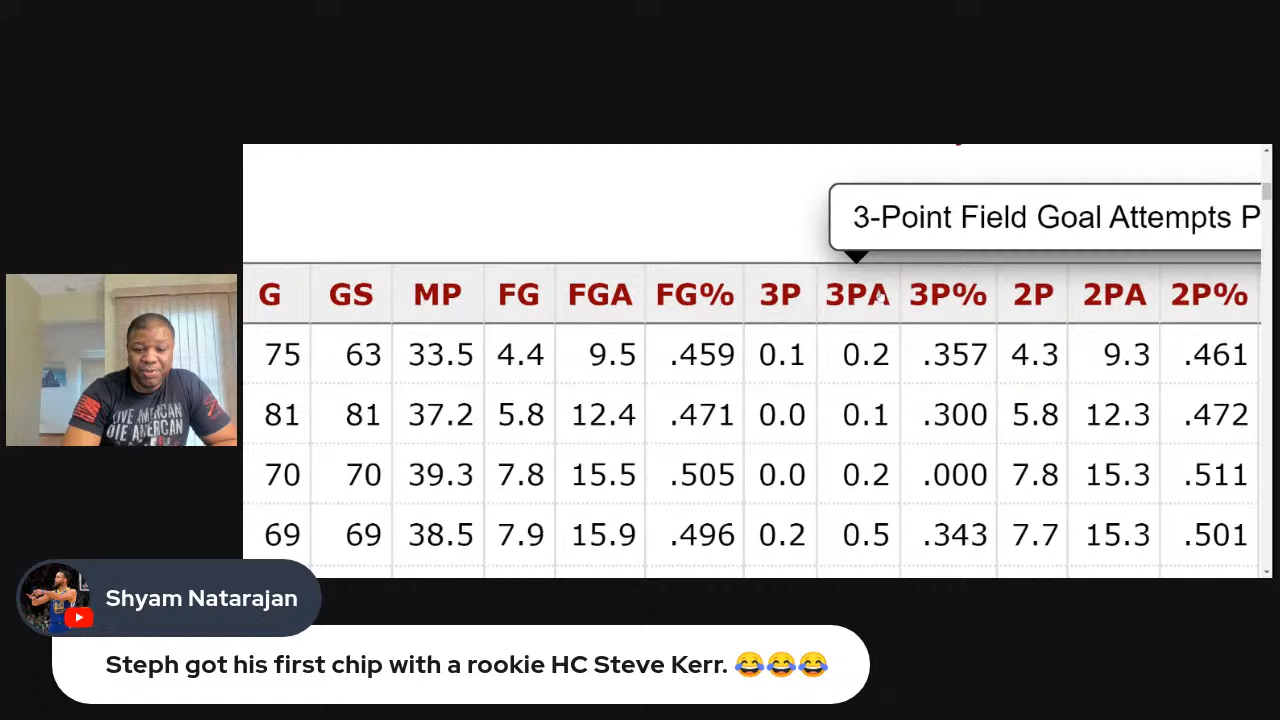 3-Point Field Goal Attempts P
G GS MP FG FGA FG% 3P 3PA 3P% 2P 2PA 2P%
75 63 33.5 4.4 9.5 .459 0.1 0.2 .357 4.3 9.3 .461
81 81 37.2 5.8 12.4 .471 0.0 0.1 .300 5.8 12.3 .472
70 70 39.3 7.8 15.5 .505 0.0 0.2 .000 7.8 15.3 .511
69 69 38.5 7.9 15.9 .496 0.2 0.5 .343 7.7 15.3 .501
LIVE AMERICAN
DIE AMERICAN
Shyam Natarajan
Steph got his first chip with a rookie HC Steve Kerr. 😂😂😂